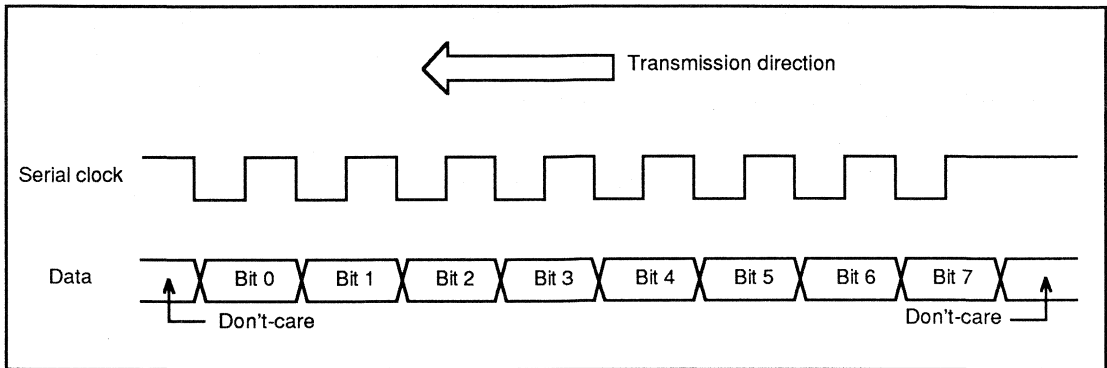 Transmission direction
Serial clock
Data
Bit 0
Bit 1
Bit 2
Bit 3
Bit 4
Bit 5
Bit 6
Bit 7
Don't-care
Don't-care